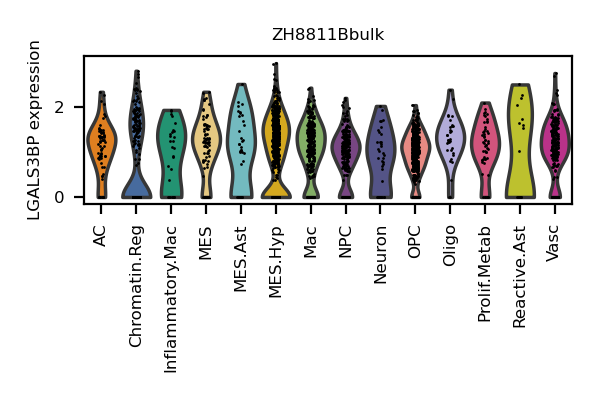 ZH8811Bbulk
LGALS3BP expression
2
0
AC
Chromatin.Reg
Inflammatory.Mac
MES
MES.Ast
MES.Hyp
Mac
NPC
Neuron
OPC
Oligo
Prolif.Metab
Reactive.Ast
Vasc